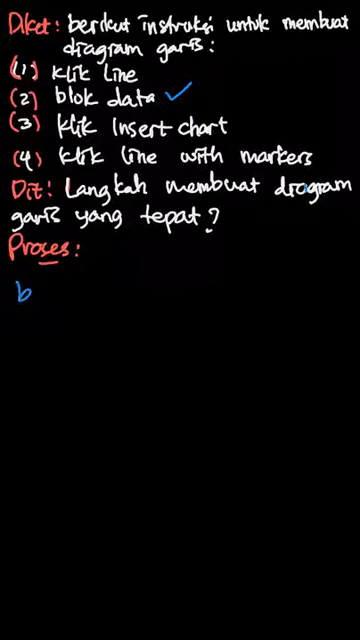 Diket: berikut instruksi untuk membuat
diagram garis:
(1) klik line
(2) blok data ✓
(3) klik insert chart
(4) klik line with markers
Dit: Langkah membuat diagram
garis yang tepat?
Proses:
b